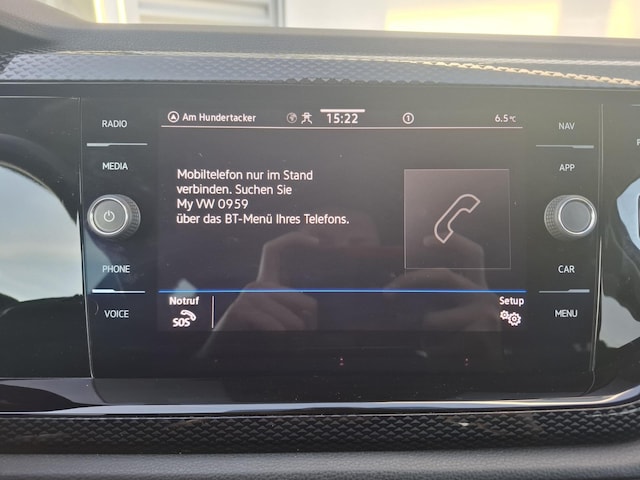 RADIO
MEDIA
PHONE
VOICE
Am Hundertacker
15:22
1
6.5°C
Mobiltelefon nur im Stand
verbinden. Suchen Sie
My VW 0959
über das BT-Menü Ihres Telefons.
Notruf
SOS
Setup
NAV
APP
CAR
MENU